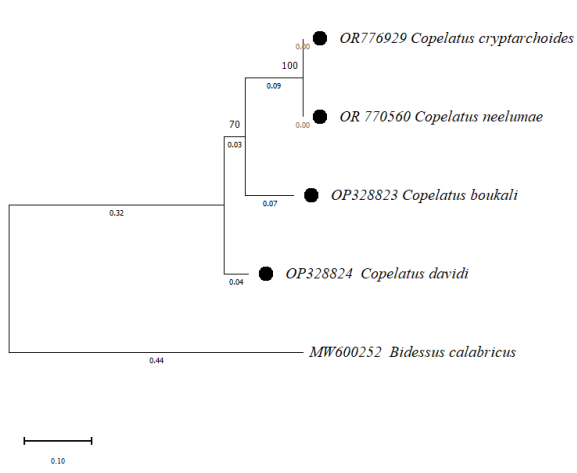 0.00
OR776929 Copelatus cryptarchoides
100
0.09
OR 770560 Copelatus neelumae
0.00
70
0.03
OP328823 Copelatus boukali
0.07
0.32
OP328824 Copelatus davidi
0.04
MW600252 Bidessus calabricus
0.44
0.10